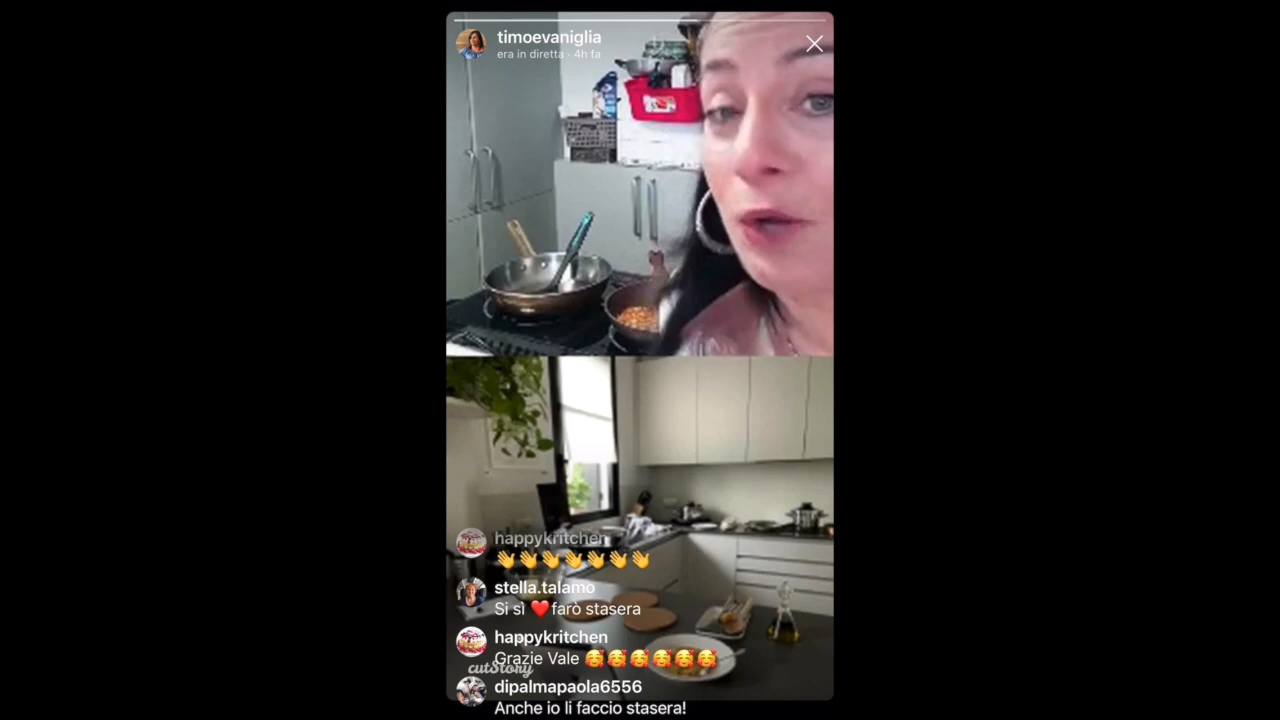 timoevaniglia
era in diretta · 4h fa
happykritchen
👋👋👋👋👋👋👋
stella.talamo
Si sì ❤️farò stasera
happykritchen
Grazie Vale 🥰🥰🥰🥰🥰🥰
cutStory
dipalmapaola6556
Anche io li faccio stasera!